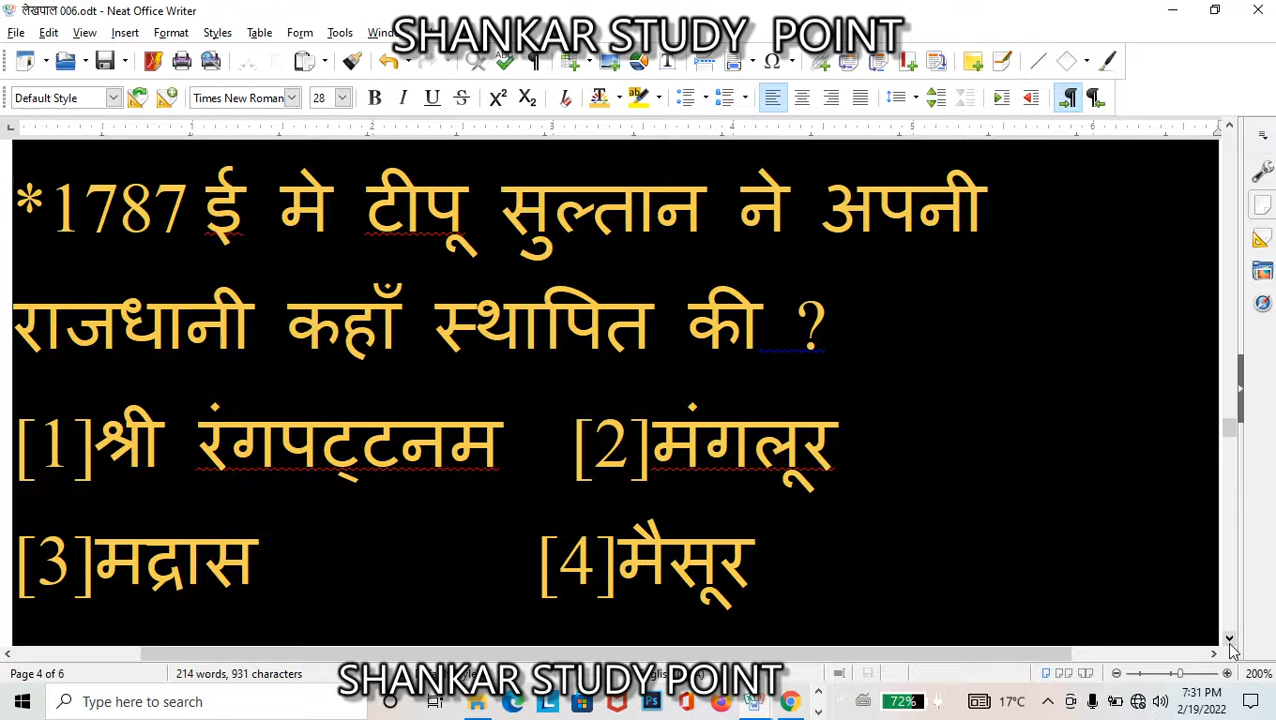 लेखपाल 006.odt - Neat Office Writer
SHANKAR STUDY POINT
File Edit View Insert Format Styles Table Form Tools Wind
Default Style Times New Roman 28
*1787 ई मे टीपू सुल्तान ने अपनी
राजधानी कहाँ स्थापित की ?
[1]श्री रंगपट्टनम [2]मंगलूर
[3]मद्रास [4]मैसूर
Page 4 of 6 214 words, 931 characters 200%
SHANKAR STUDY POINT
Type here to search 72% 17°C 7:31 PM
2/19/2022